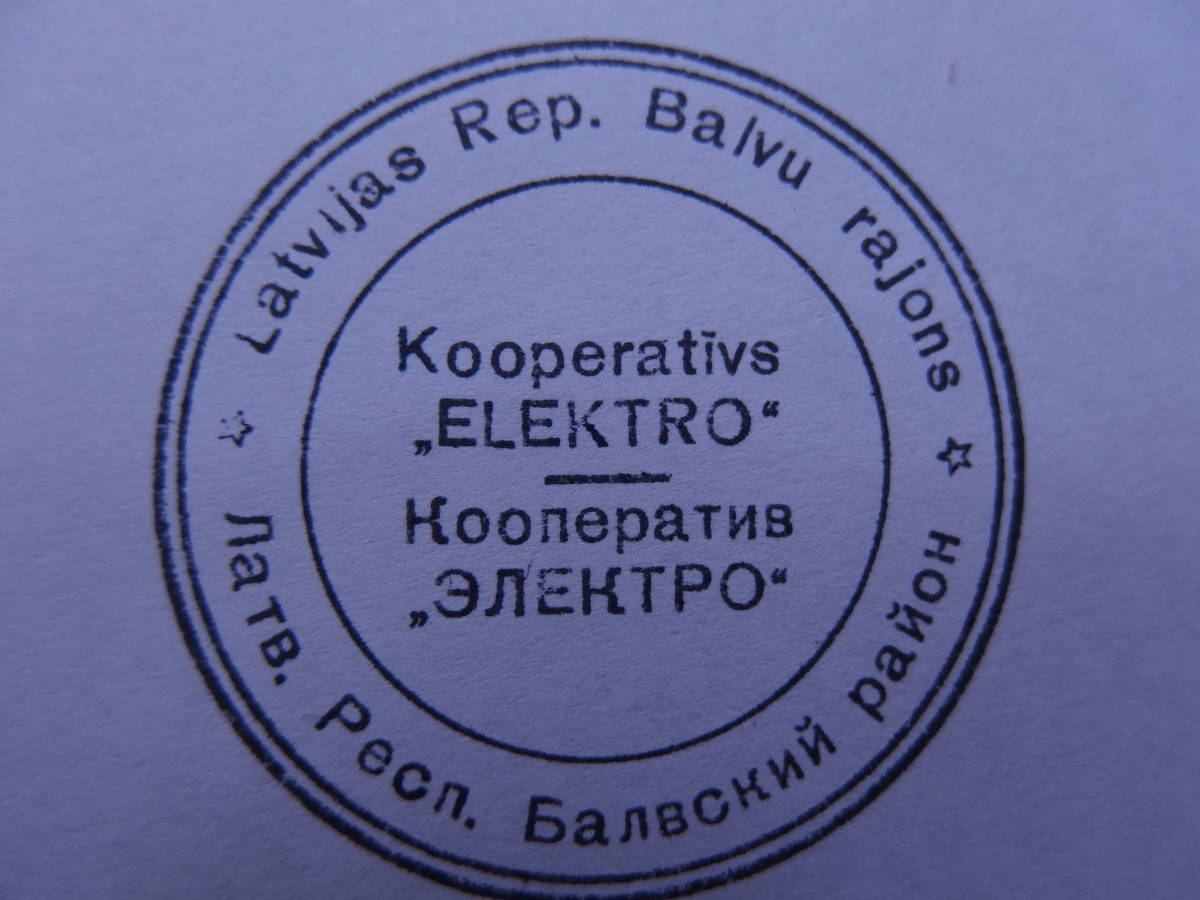 Latvijas Rep. Balvu rajons
Kooperatīvs
„ELEKTRO“
Кооператив
„ЭЛЕКТРО“
Латв. Респ. Балвский район